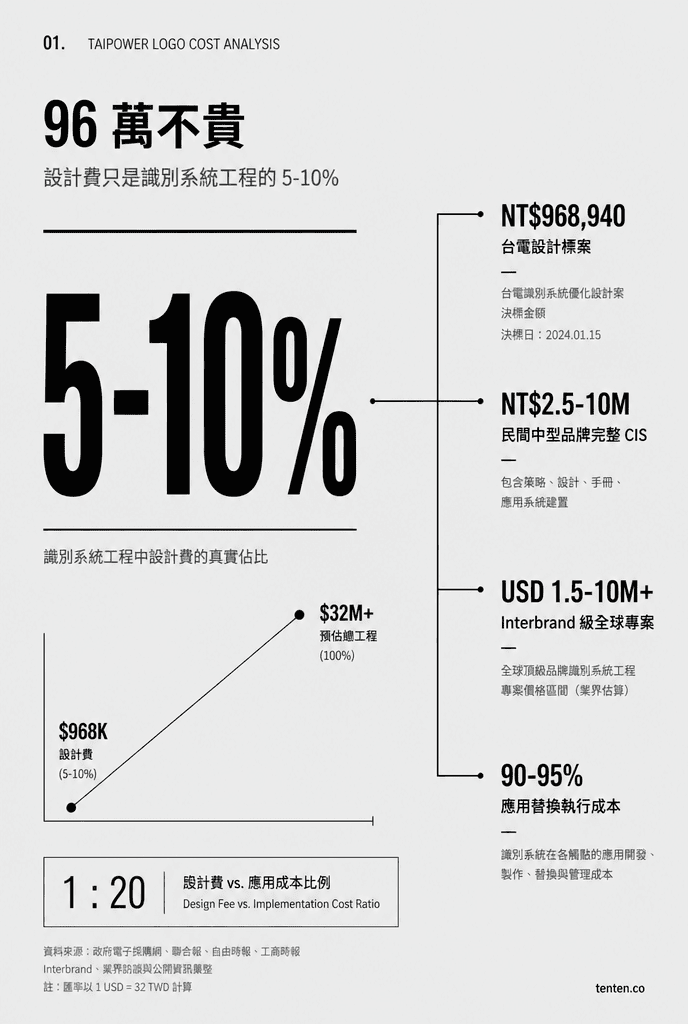 01. TAIPOWER LOGO COST ANALYSIS
96 萬不貴
設計費只是識別系統工程的 5-10%
5-10%
識別系統工程中設計費的真實佔比
$32M+
預估總工程
(100%)
$968K
設計費
(5-10%)
1 : 20
設計費 vs. 應用成本比例
Design Fee vs. Implementation Cost Ratio
NT$968,940
台電設計標案
台電識別系統優化設計案
決標金額
決標日：2024.01.15
NT$2.5-10M
民間中型品牌完整 CIS
包含策略、設計、手冊、
應用系統建置
USD 1.5-10M+
Interbrand 級全球專案
全球頂級品牌識別系統工程
專案價格區間（業界估算）
90-95%
應用替換執行成本
識別系統在各觸點的應用開發、
製作、替換與管理成本
資料來源：政府電子採購網、聯合報、自由時報、工商時報
Interbrand、業界訪談與公開資訊彙整
註：匯率以 1 USD = 32 TWD 計算
tenten.co